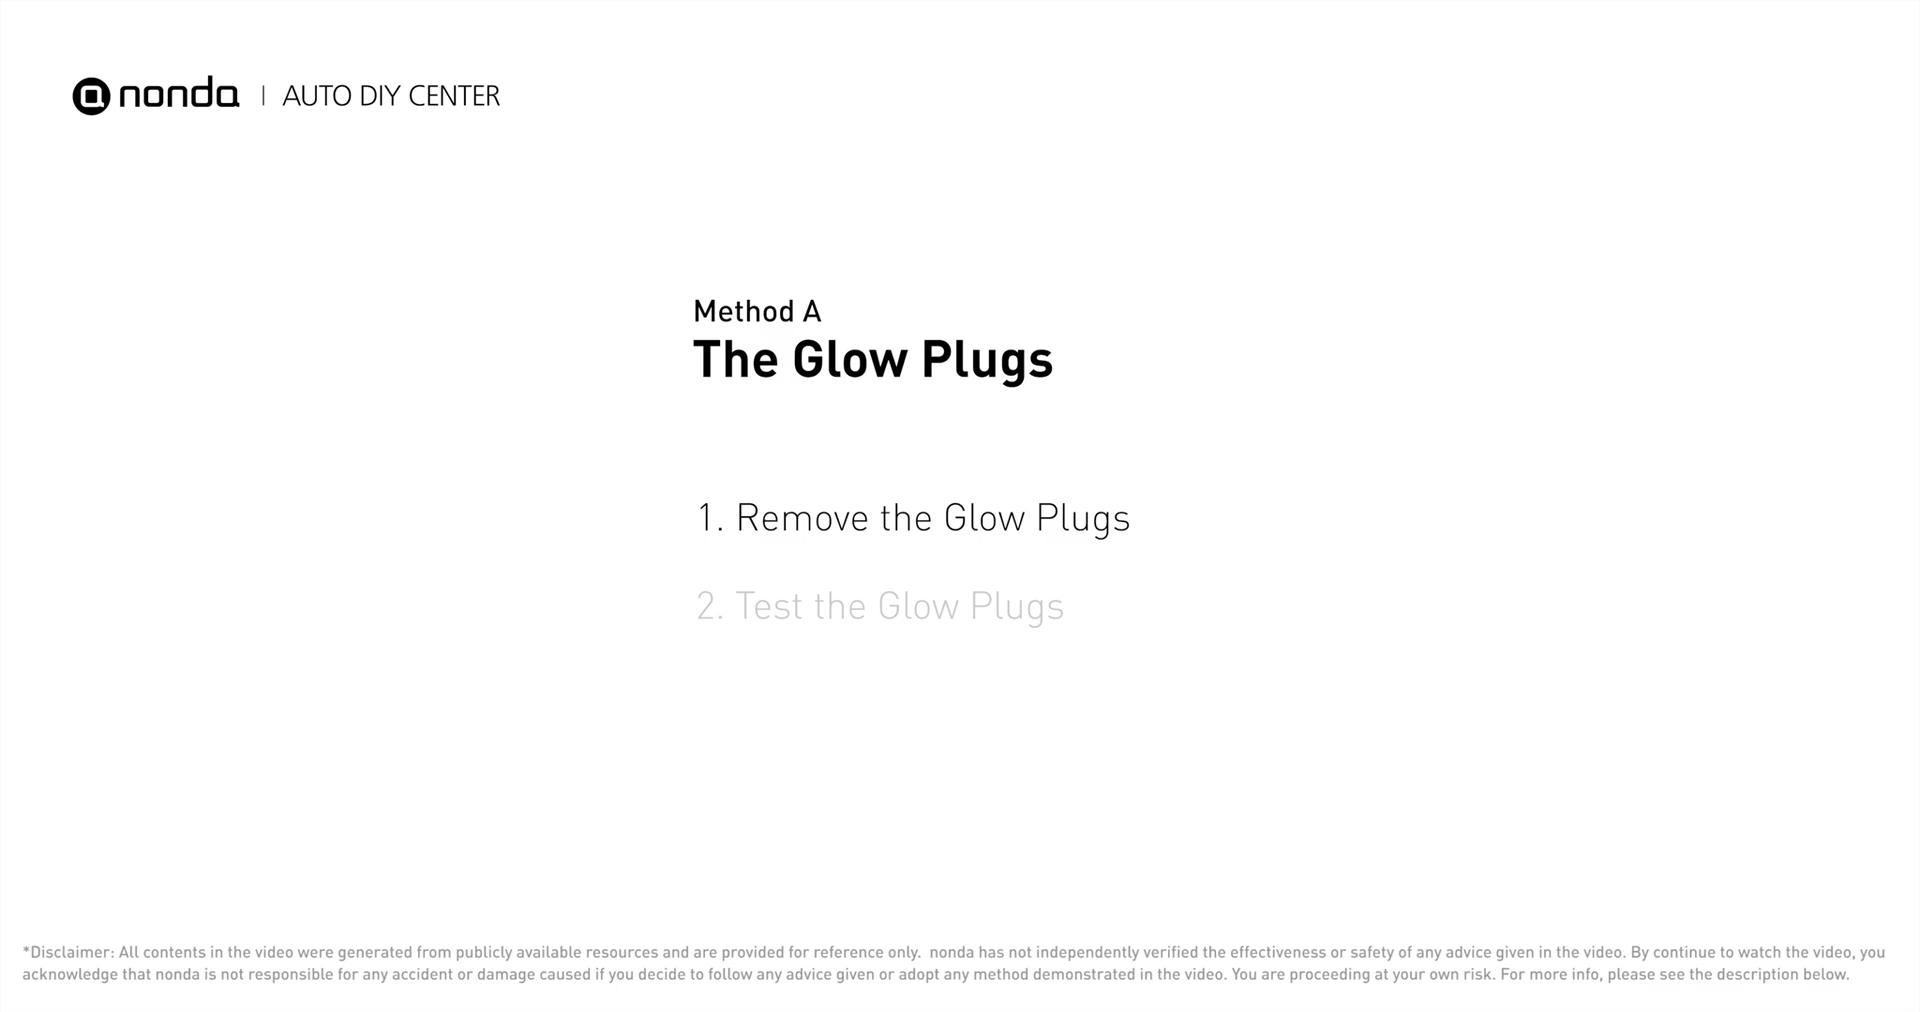 nonda | AUTO DIY CENTER
Method A
The Glow Plugs
1. Remove the Glow Plugs
2. Test the Glow Plugs
*Disclaimer: All contents in the video were generated from publicly available resources and are provided for reference only. nonda has not independently verified the effectiveness or safety of any advice given in the video. By continue to watch the video, you
acknowledge that nonda is not responsible for any accident or damage caused if you decide to follow any advice given or adopt any method demonstrated in the video. You are proceeding at your own risk. For more info, please see the description below.